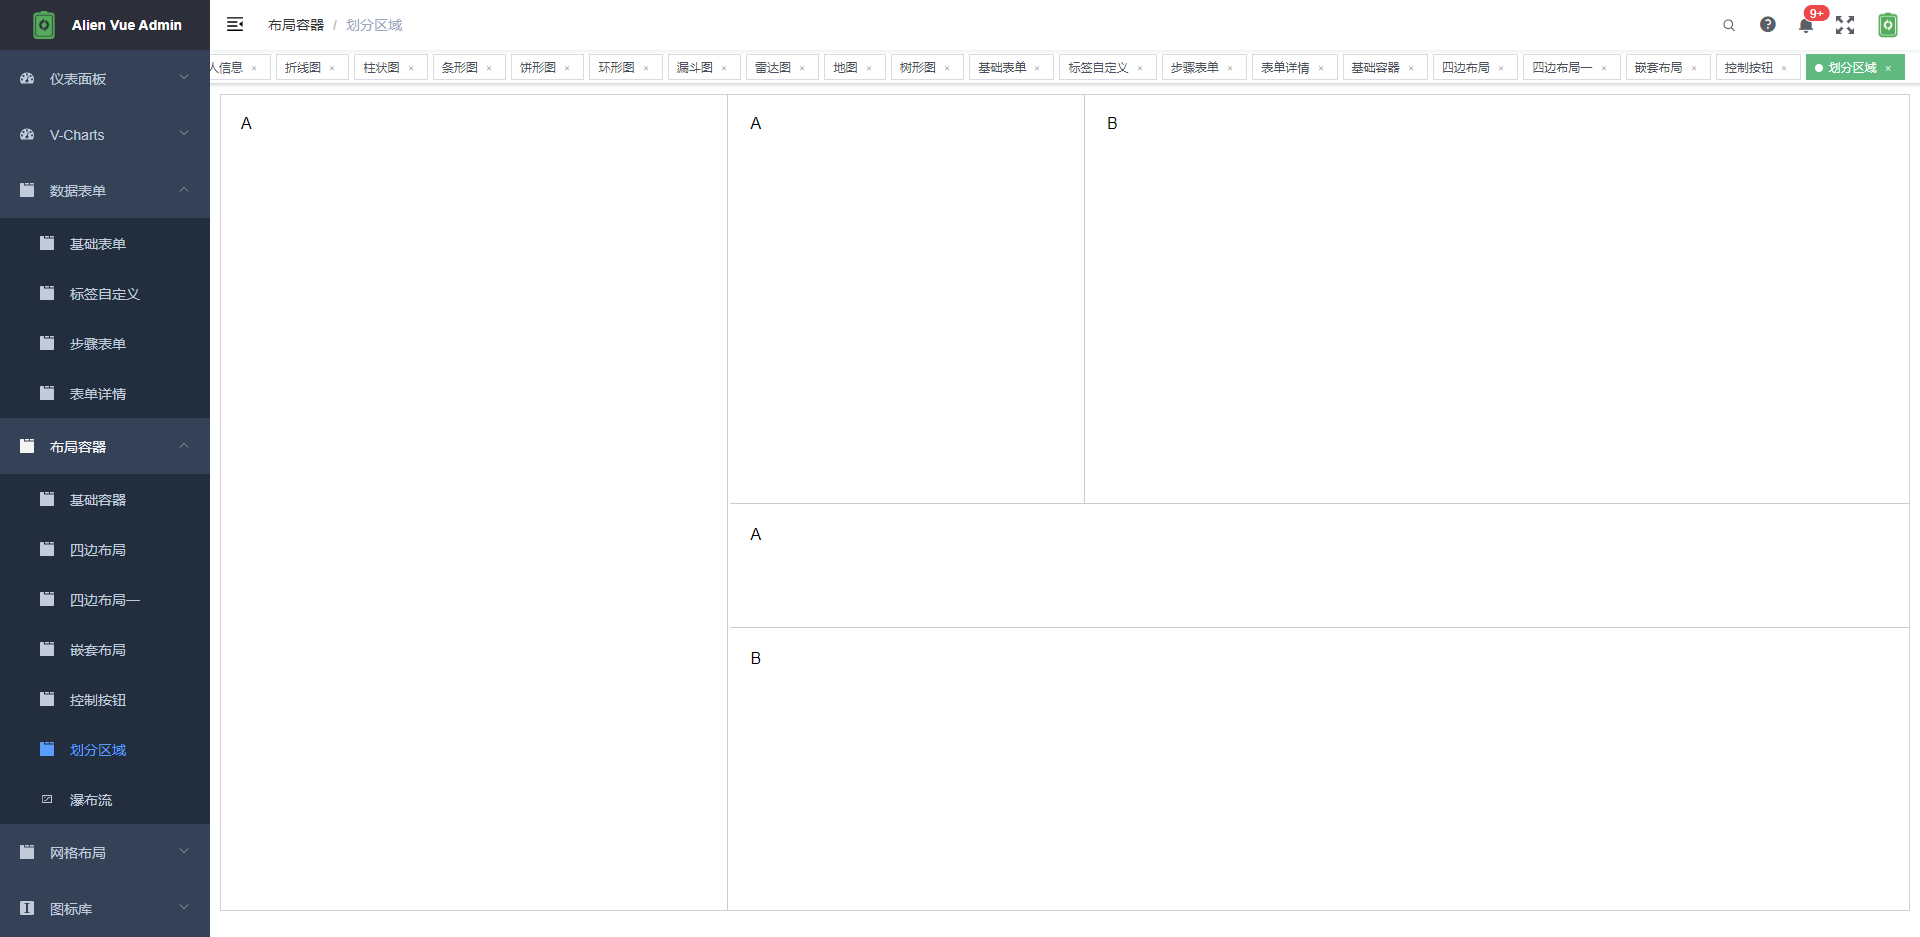 Alien Vue Admin
布局容器 / 划分区域
9+
人信息 ×
折线图 ×
柱状图 ×
条形图 ×
饼形图 ×
环形图 ×
漏斗图 ×
雷达图 ×
地图 ×
树形图 ×
基础表单 ×
标签自定义 ×
步骤表单 ×
表单详情 ×
基础容器 ×
四边布局 ×
四边布局一 ×
嵌套布局 ×
控制按钮 ×
划分区域 ×
仪表面板
V-Charts
数据表单
基础表单
标签自定义
步骤表单
表单详情
布局容器
基础容器
四边布局
四边布局一
嵌套布局
控制按钮
划分区域
瀑布流
网格布局
图标库
A
A
B
A
B